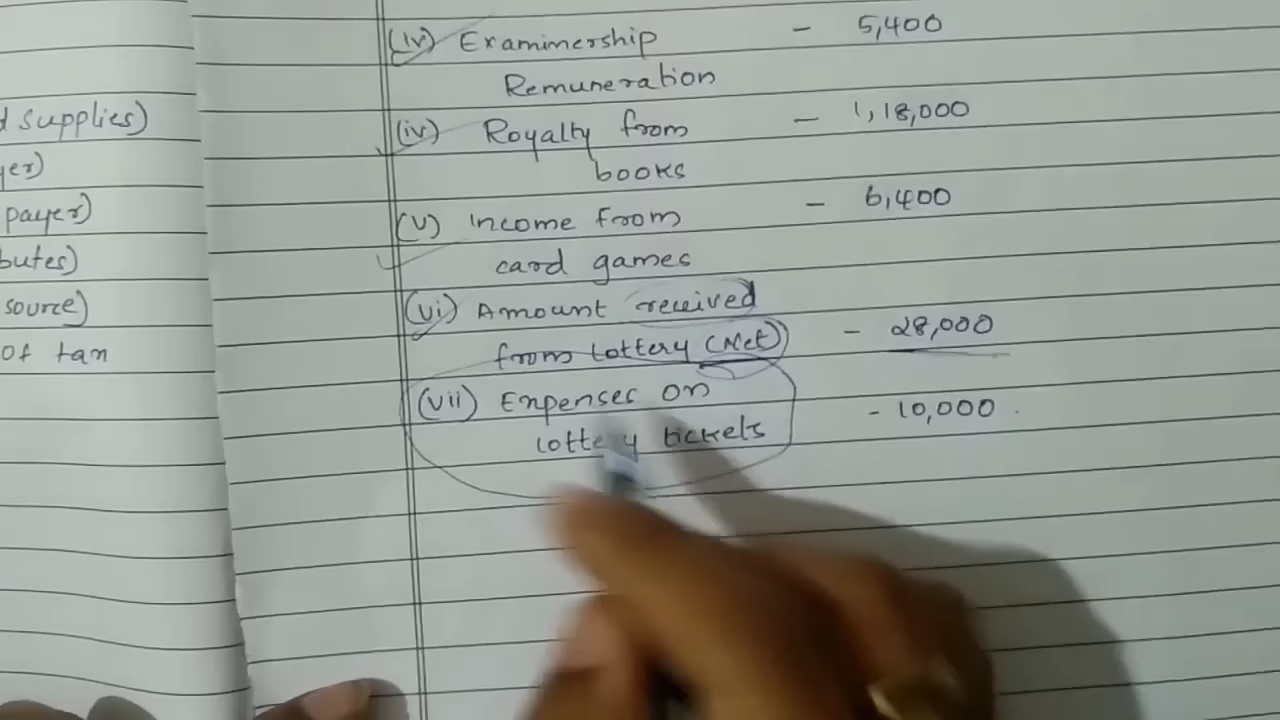 d supplies)
yer)
payer)
butes)
source)
of tan
(iv) Examinership - 5,400
Remuneration
(iv) Royalty from - 1,18,000
books
(v) Income from - 6,400
card games
(vi) Amount received
from lottery (Net) - 28,000
(vii) Expenses on
lottery tickets - 10,000